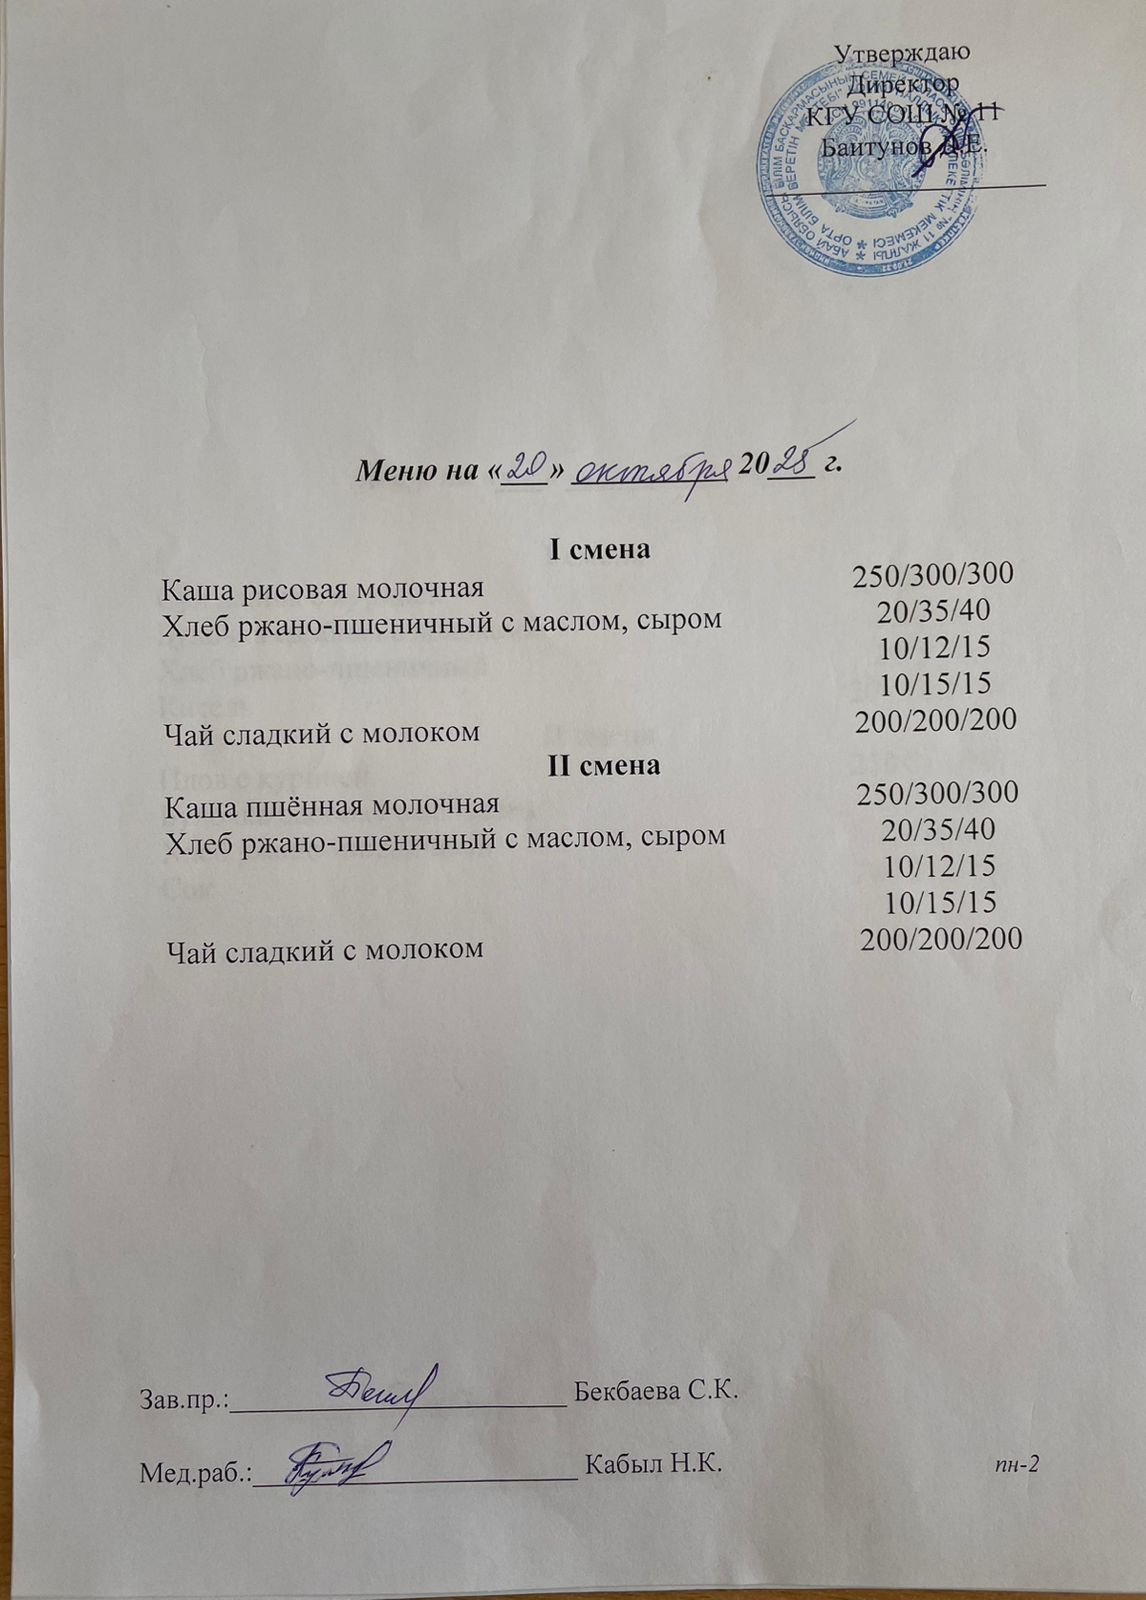 Утверждаю
Директор
КГУ СОШ № 11
Баитунов Д.Е.
Меню на «20» октября 2025 г.
I смена
Каша рисовая молочная 250/300/300
Хлеб ржано-пшеничный с маслом, сыром 20/35/40
10/12/15
10/15/15
Чай сладкий с молоком 200/200/200
II смена
Каша пшённая молочная 250/300/300
Хлеб ржано-пшеничный с маслом, сыром 20/35/40
10/12/15
10/15/15
Чай сладкий с молоком 200/200/200
Зав.пр.: Бекбаева С.К.
Мед.раб.: Кабыл Н.К.
пн-2